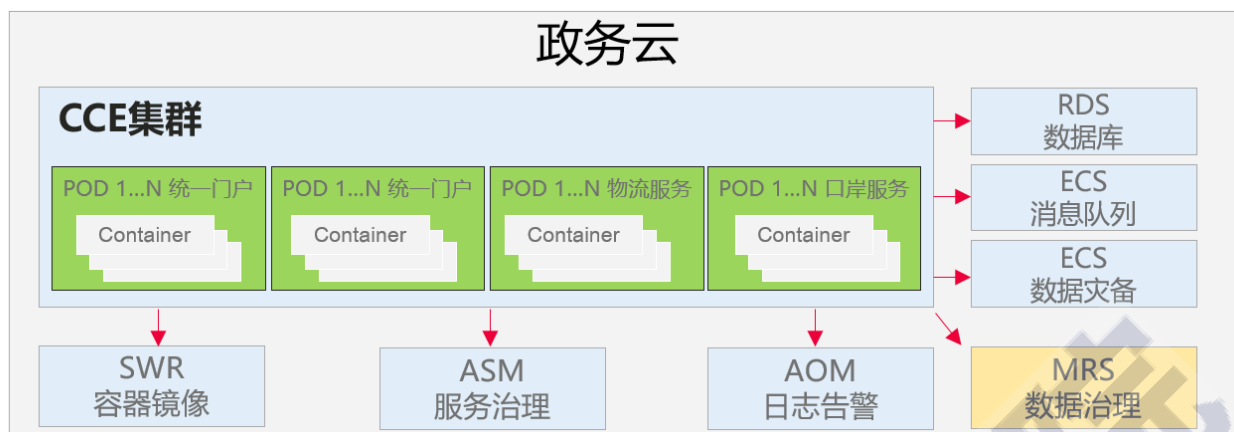 政务云
CCE集群
RDS
数据库
POD 1...N 统一门户
POD 1...N 统一门户
POD 1...N 物流服务
POD 1...N 口岸服务
Container
Container
Container
Container
ECS
消息队列
ECS
数据灾备
SWR
容器镜像
ASM
服务治理
AOM
日志告警
MRS
数据治理